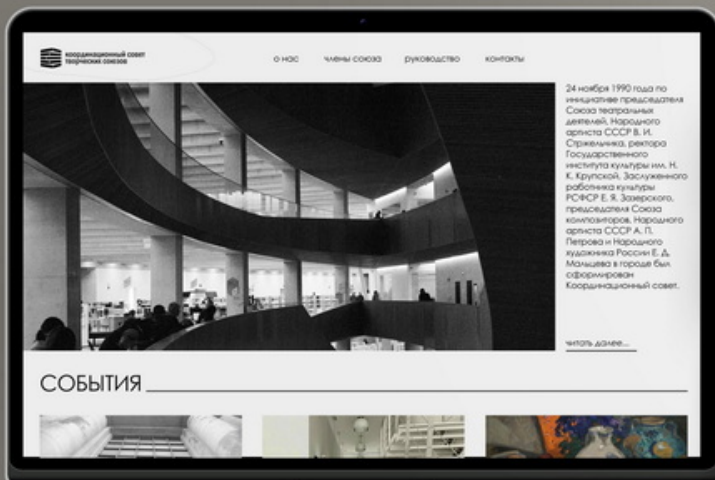 координационный совет
творческих союзов
о нас члены союза руководство контакты
24 ноября 1990 года по
инициативе председателя
Союза театральных
деятелей, Народного
артиста СССР В. И.
Стржельчика, ректора
Государственного
института культуры им. Н.
К. Крупской, Заслуженного
работника культуры
РСФСР Е. Я. Зазерского,
председателя Союза
композиторов, Народного
артиста СССР А. П.
Петрова и Народного
художника России Е. Д.
Мальцева в городе был
сформирован
Координационный совет.
читать далее...
СОБЫТИЯ